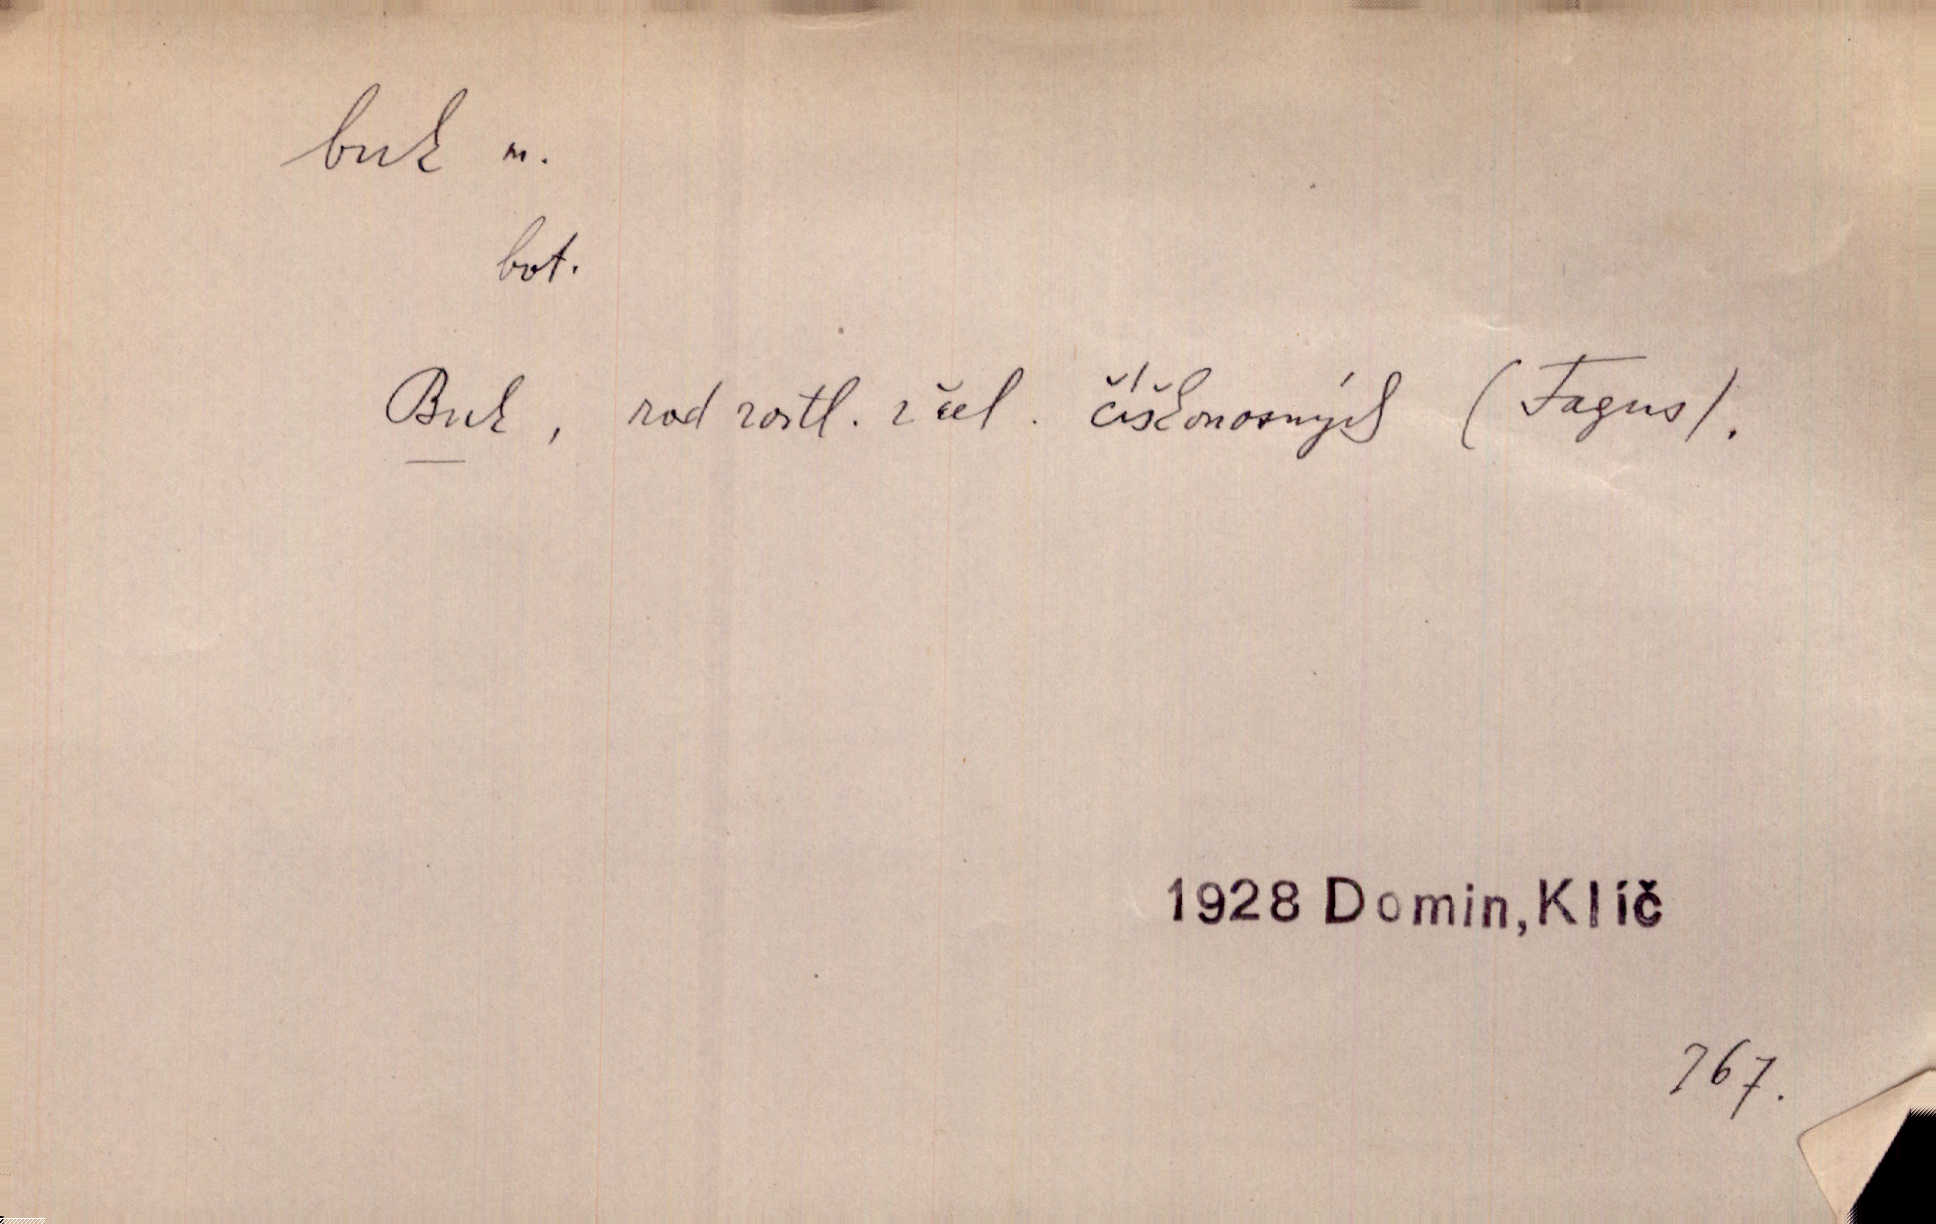 buk m.
bot.
Buk, rod rostl. z čel. číškonosných (Fagus).
1928 Domin, Klíč
767.